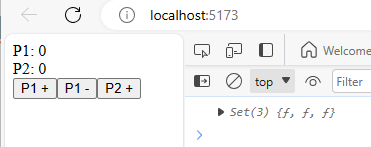 localhost:5173
Welcome
P1: 0
P2: 0
P1 + P1 - P2 +
top Filter
Set(3) {f, f, f}